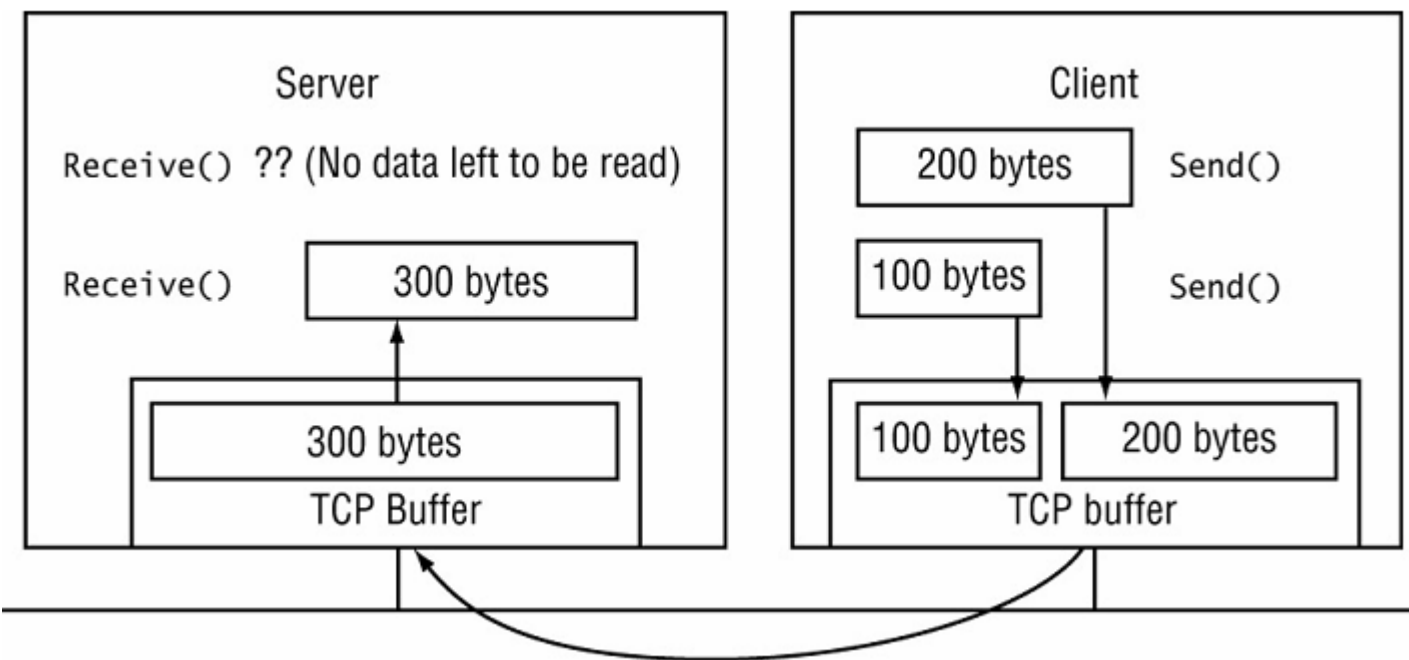 Server
Receive() ?? (No data left to be read)
Receive()
300 bytes
300 bytes
TCP Buffer
Client
200 bytes
Send()
100 bytes
Send()
100 bytes
200 bytes
TCP buffer